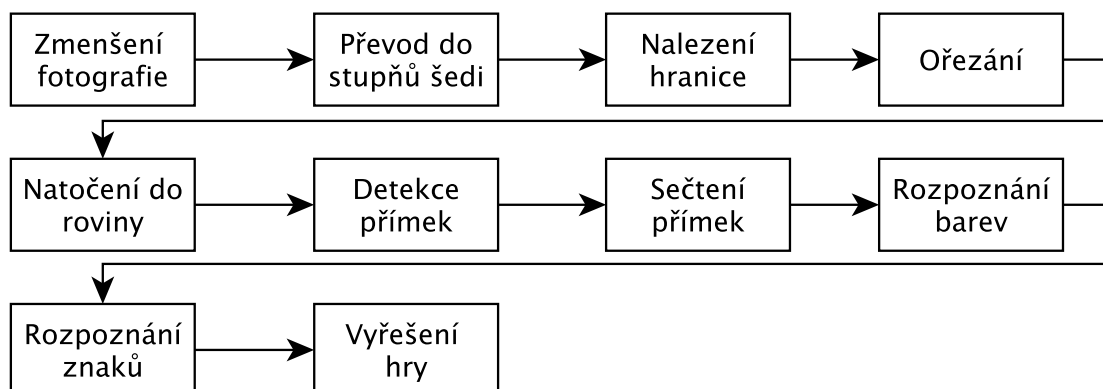 Zmenšení
fotografie
Převod do
stupňů šedi
Nalezení
hranice
Ořezání
Natočení do
roviny
Detekce
přímek
Sečtení
přímek
Rozpoznání
barev
Rozpoznání
znaků
Vyřešení
hry